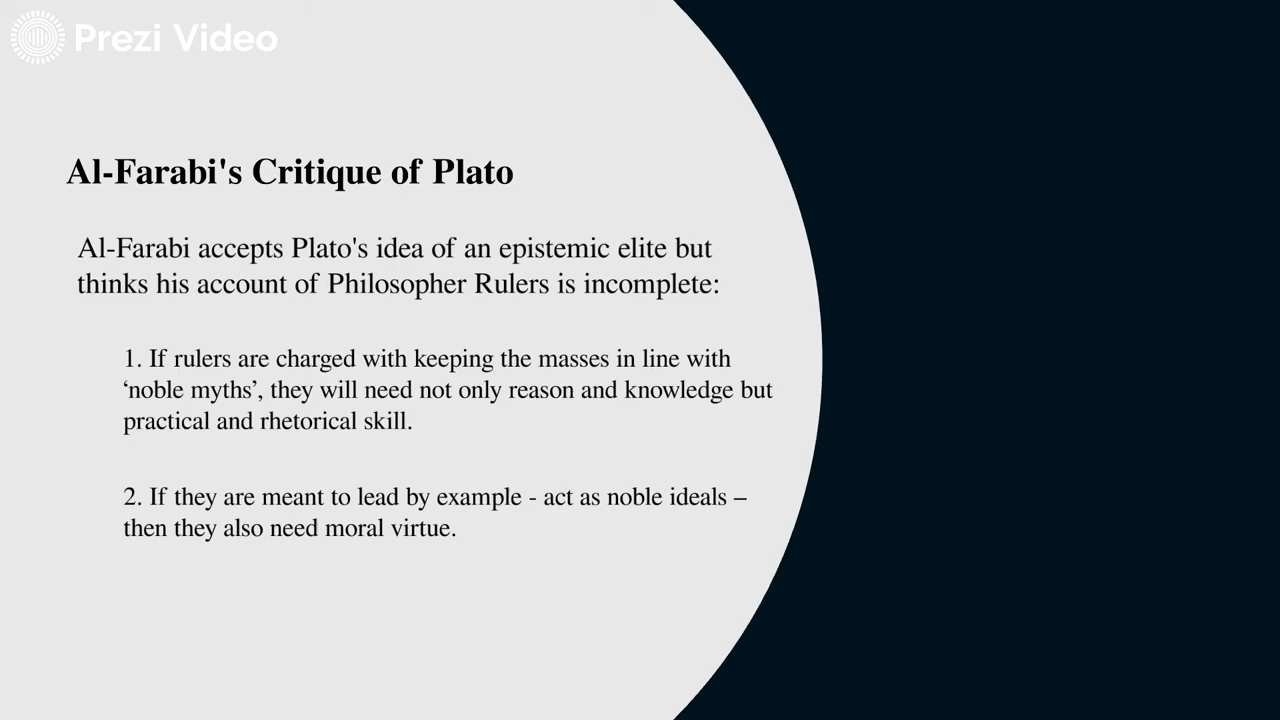 Prezi Video
Al-Farabi's Critique of Plato
Al-Farabi accepts Plato's idea of an epistemic elite but
thinks his account of Philosopher Rulers is incomplete:
1. If rulers are charged with keeping the masses in line with
‘noble myths’, they will need not only reason and knowledge but
practical and rhetorical skill.
2. If they are meant to lead by example - act as noble ideals –
then they also need moral virtue.